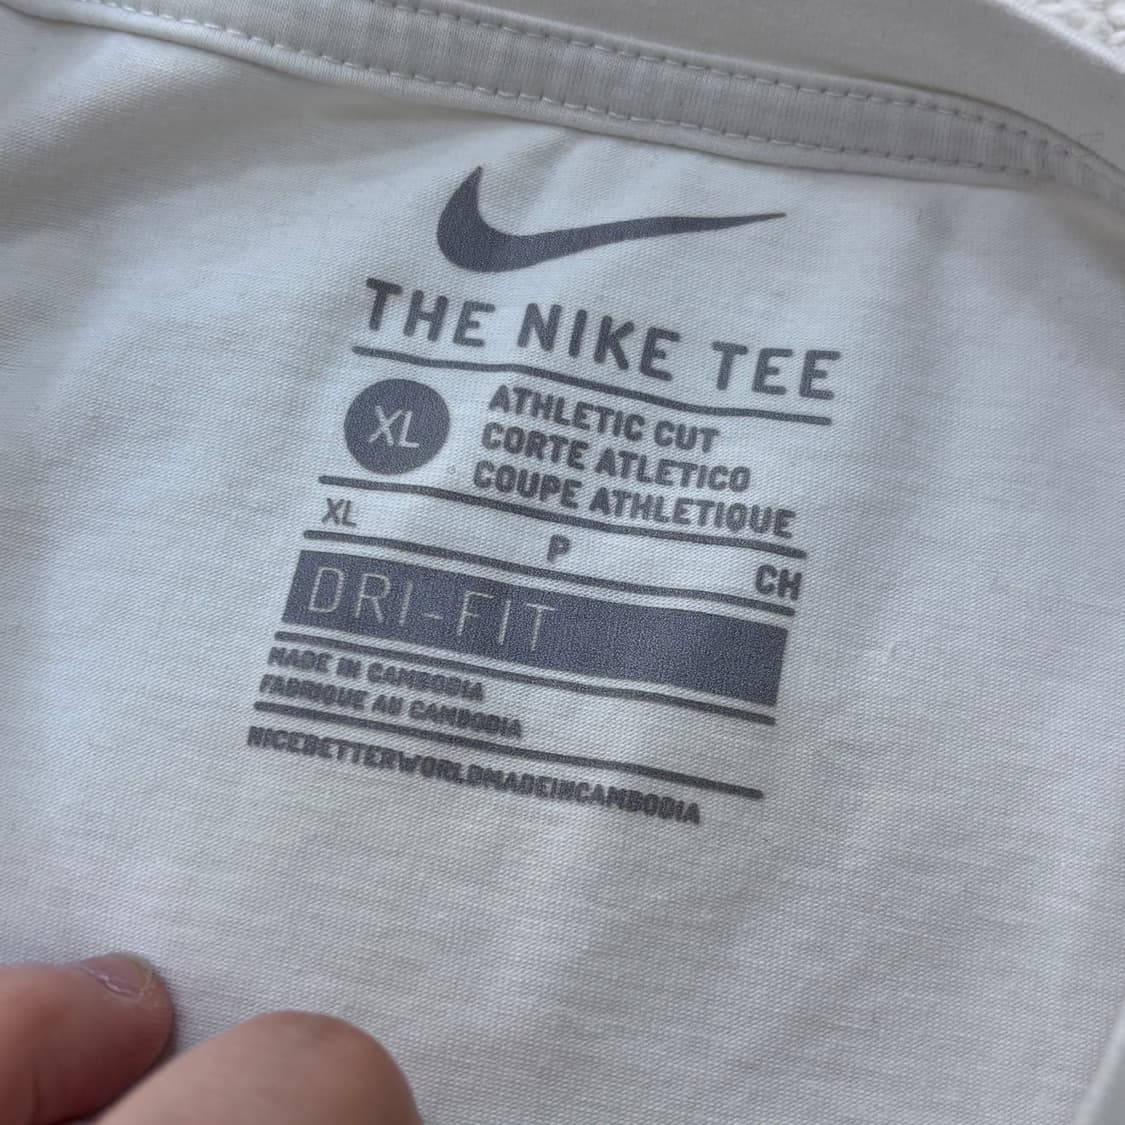 THE NIKE TEE
XL
ATHLETIC CUT
CORTE ATLETICO
COUPE ATHLETIQUE
XL P CH
DRI-FIT
MADE IN CAMBODIA
FABRIQUE AU CAMBODIA
NICEBETTERWORLDMADEINCAMBODIA